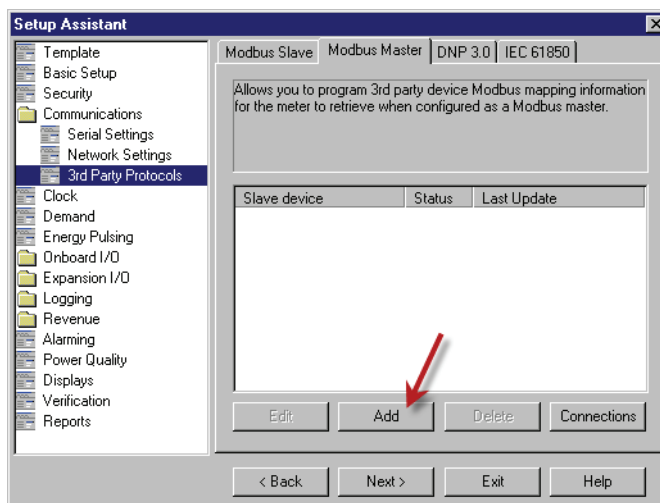 Setup Assistant
Template
Basic Setup
Security
Communications
Serial Settings
Network Settings
3rd Party Protocols
Clock
Demand
Energy Pulsing
Onboard I/O
Expansion I/O
Logging
Revenue
Alarming
Power Quality
Displays
Verification
Reports
Modbus Slave Modbus Master DNP 3.0 IEC 61850
Allows you to program 3rd party device Modbus mapping information
for the meter to retrieve when configured as a Modbus master.
Slave device Status Last Update
Edit Add Delete Connections
< Back Next > Exit Help